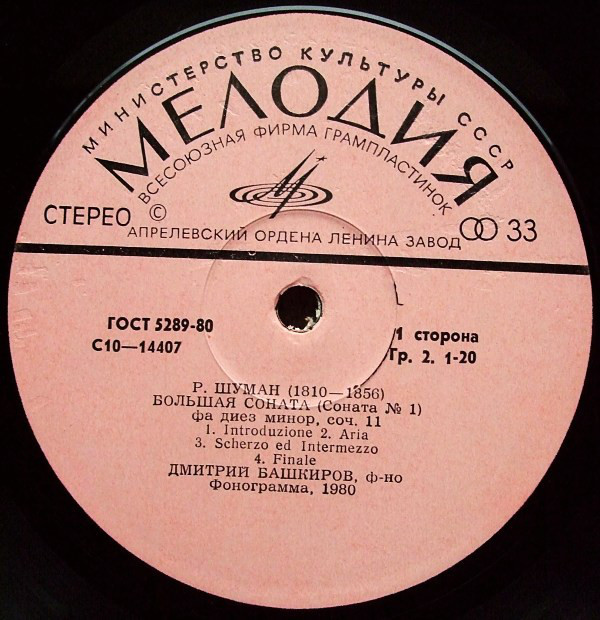 МИНИСТЕРСТВО КУЛЬТУРЫ СССР
МЕЛОДИЯ
ВСЕСОЮЗНАЯ ФИРМА ГРАМПЛАСТИНОК
СТЕРЕО © 33
АПРЕЛЕВСКИЙ ОРДЕНА ЛЕНИНА ЗАВОД
ГОСТ 5289-80
С10—14407
1 сторона
Гр. 2. 1-20
Р. ШУМАН (1810—1856)
БОЛЬШАЯ СОНАТА (Соната № 1)
фа диез минор, соч. 11
1. Introduzione 2. Aria
3. Scherzo ed Intermezzo
4. Finale
ДМИТРИЙ БАШКИРОВ, ф-но
Фонограмма, 1980